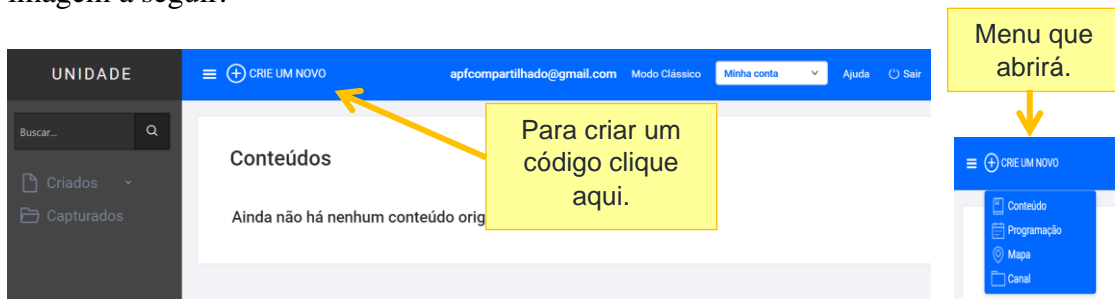 imagem a seguir:
UNIDADE
CRIE UM NOVO
apfcompartilhado@gmail.com
Modo Clássico
Minha conta
Ajuda
Sair
Buscar...
Criados
Capturados
Conteúdos
Ainda não há nenhum conteúdo orig
Para criar um
código clique
aqui.
Menu que
abrirá.
CRIE UM NOVO
Conteúdo
Programação
Mapa
Canal